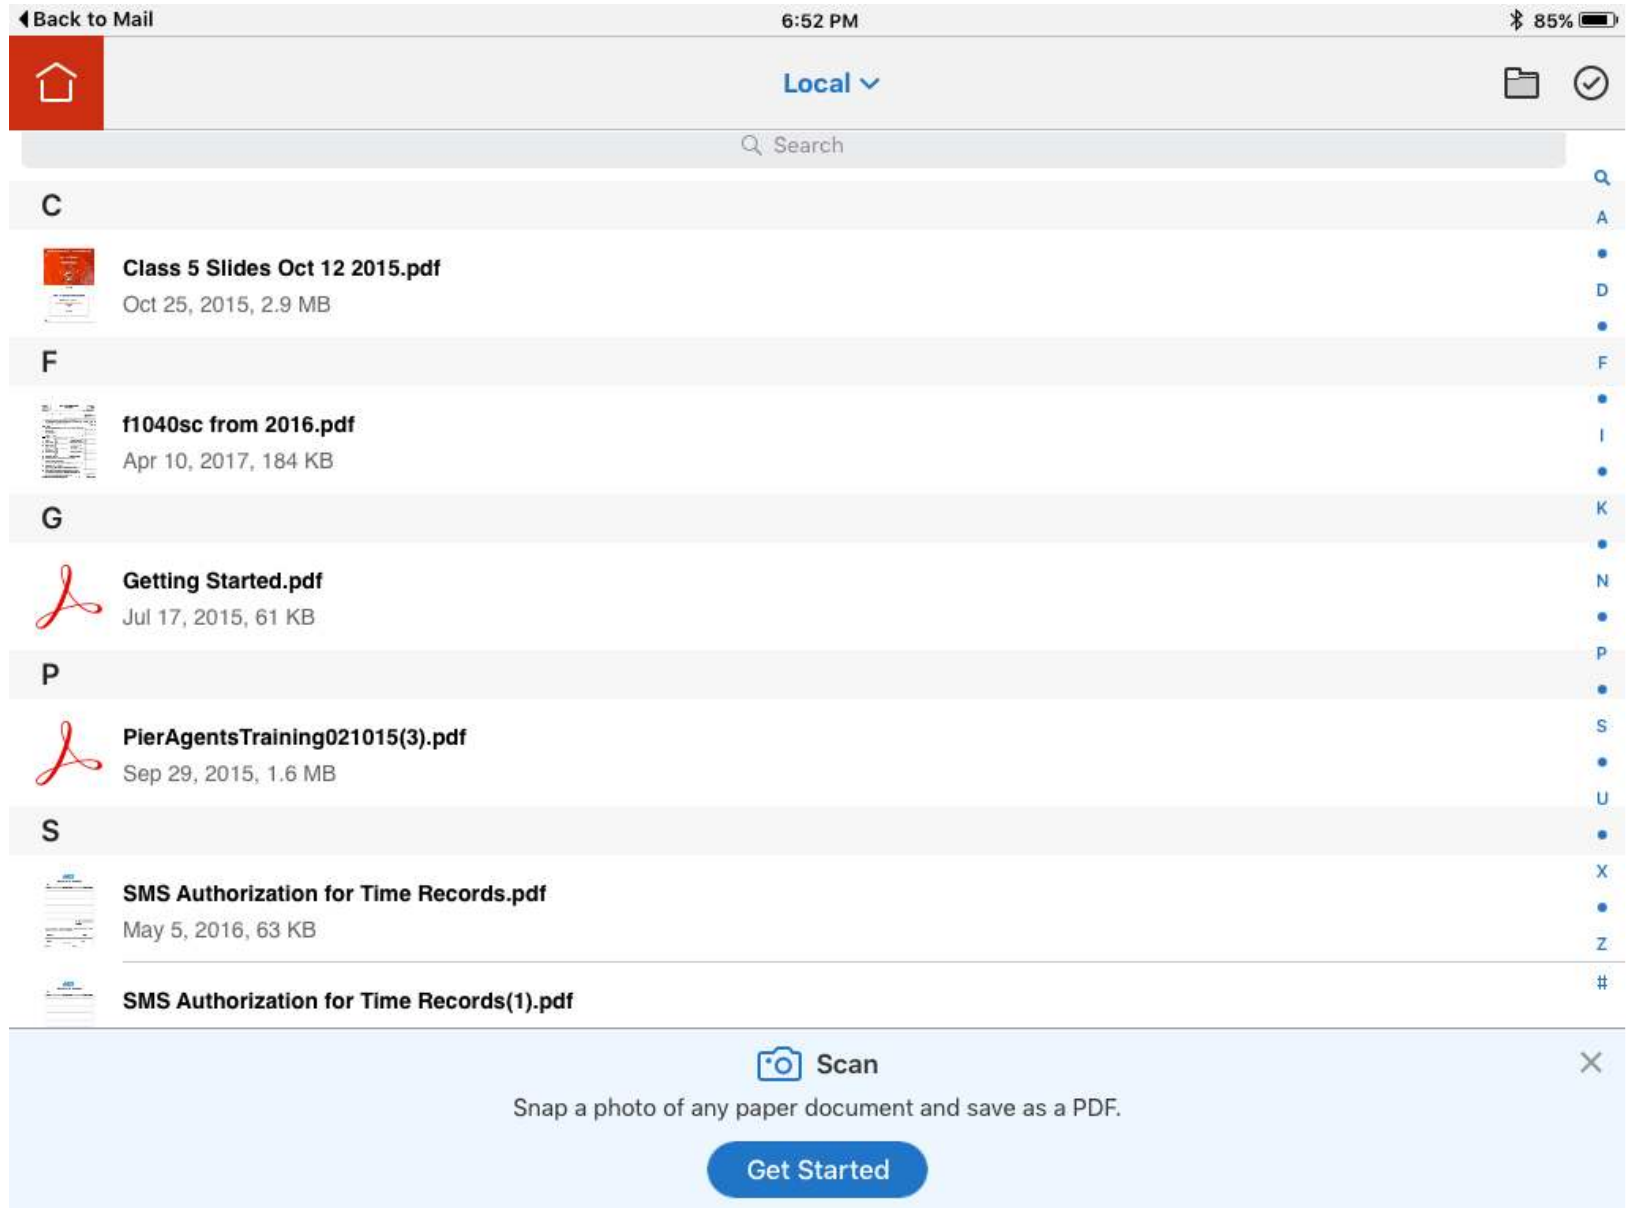 Back to Mail
6:52 PM
85%
Local
Search
C
Class 5 Slides Oct 12 2015.pdf
Oct 25, 2015, 2.9 MB
F
f1040sc from 2016.pdf
Apr 10, 2017, 184 KB
G
Getting Started.pdf
Jul 17, 2015, 61 KB
P
PierAgentsTraining021015(3).pdf
Sep 29, 2015, 1.6 MB
S
SMS Authorization for Time Records.pdf
May 5, 2016, 63 KB
SMS Authorization for Time Records(1).pdf
A
D
F
I
K
N
P
S
U
X
Z
#
Scan
Snap a photo of any paper document and save as a PDF.
Get Started